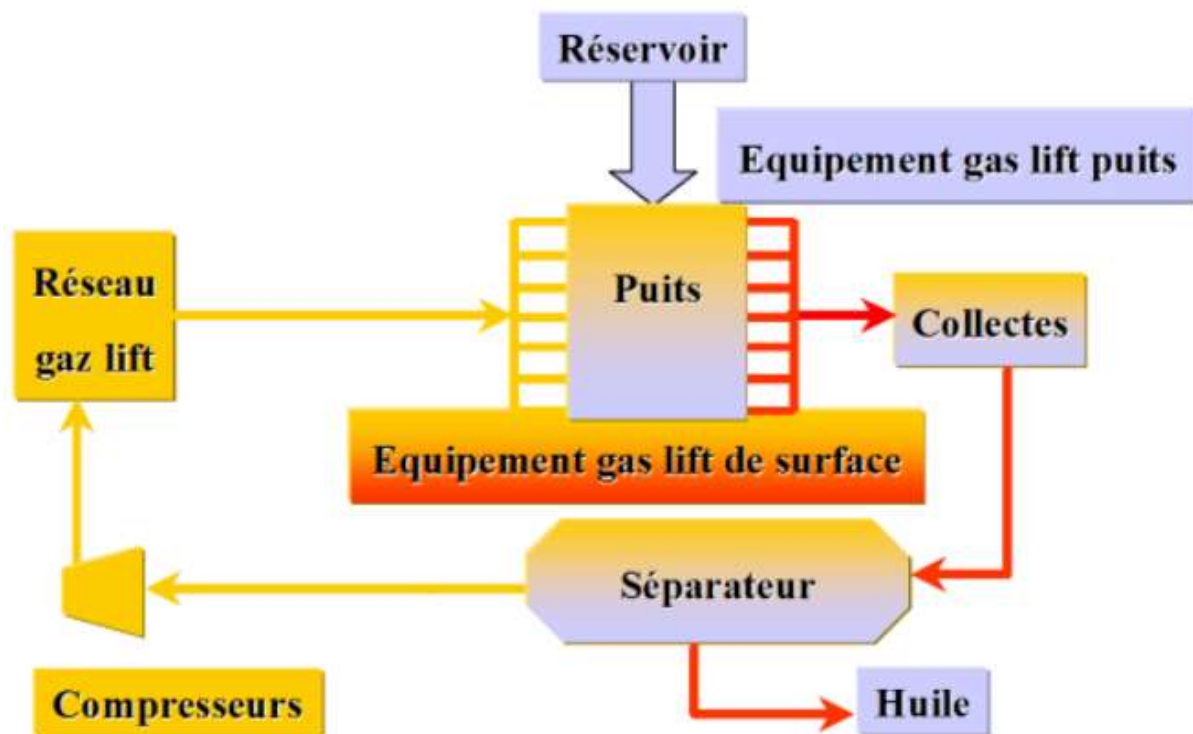 Réservoir
Equipement gas lift puits
Réseau
gaz lift
Puits
Collectes
Equipement gas lift de surface
Séparateur
Compresseurs
Huile